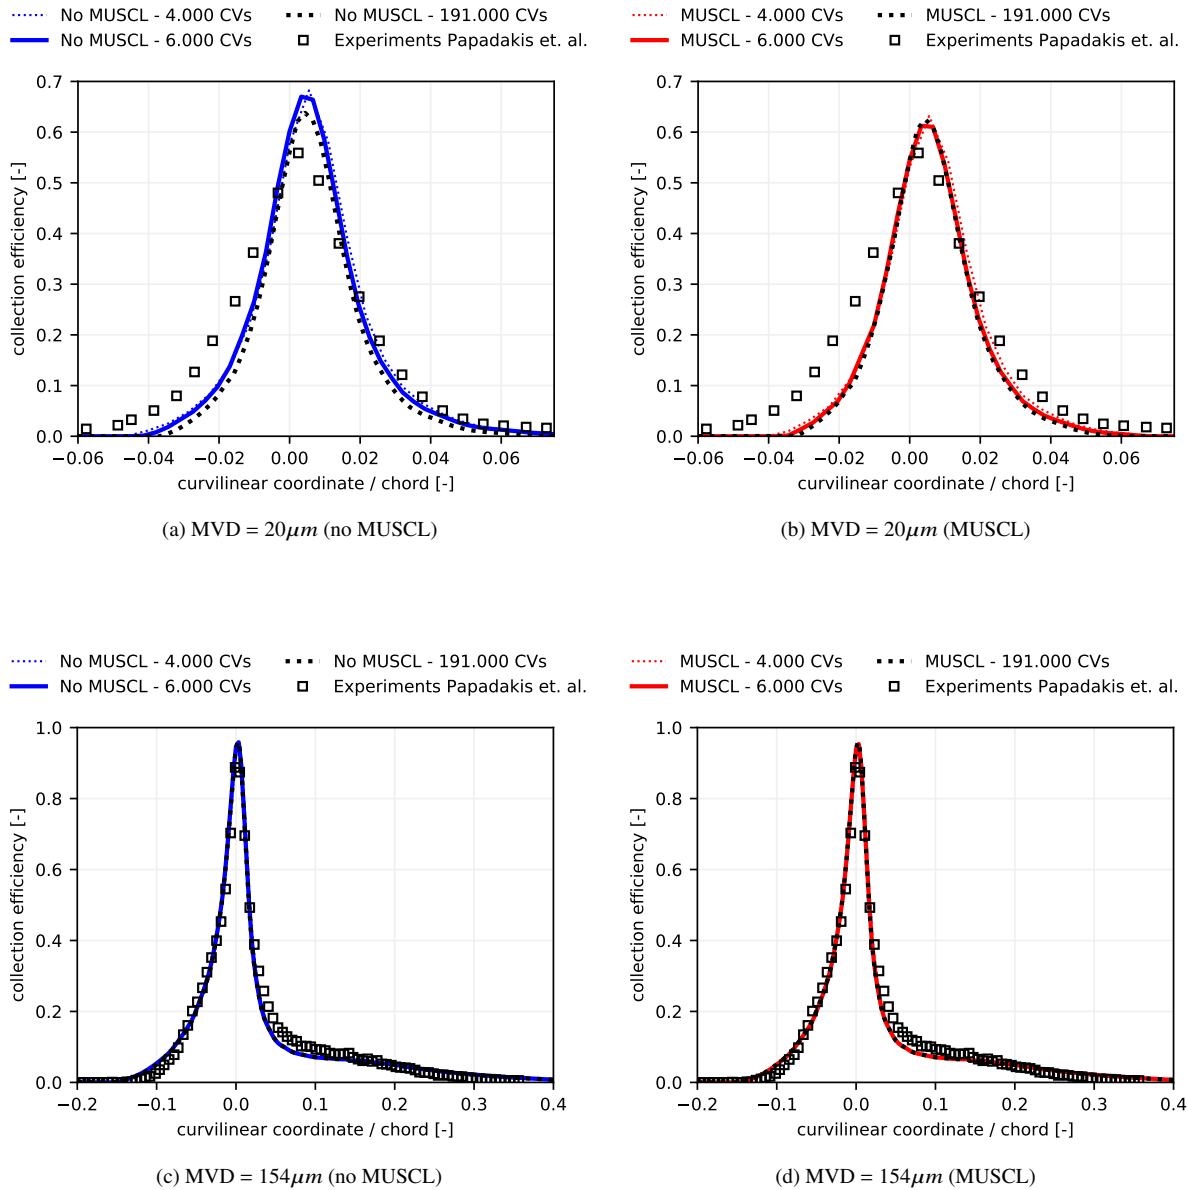 No MUSCL - 4.000 CVs
No MUSCL - 6.000 CVs
No MUSCL - 191.000 CVs
Experiments Papadakis et. al.
0.7
0.6
0.5
0.4
0.3
0.2
0.1
0.0
collection efficiency [-]
−0.06 −0.04 −0.02 0.00 0.02 0.04 0.06
curvilinear coordinate / chord [-]
(a) MVD = 20μm (no MUSCL)
MUSCL - 4.000 CVs
MUSCL - 6.000 CVs
MUSCL - 191.000 CVs
Experiments Papadakis et. al.
0.7
0.6
0.5
0.4
0.3
0.2
0.1
0.0
collection efficiency [-]
−0.06 −0.04 −0.02 0.00 0.02 0.04 0.06
curvilinear coordinate / chord [-]
(b) MVD = 20μm (MUSCL)
No MUSCL - 4.000 CVs
No MUSCL - 6.000 CVs
No MUSCL - 191.000 CVs
Experiments Papadakis et. al.
1.0
0.8
0.6
0.4
0.2
0.0
collection efficiency [-]
−0.2 −0.1 0.0 0.1 0.2 0.3 0.4
curvilinear coordinate / chord [-]
(c) MVD = 154μm (no MUSCL)
MUSCL - 4.000 CVs
MUSCL - 6.000 CVs
MUSCL - 191.000 CVs
Experiments Papadakis et. al.
1.0
0.8
0.6
0.4
0.2
0.0
collection efficiency [-]
−0.2 −0.1 0.0 0.1 0.2 0.3 0.4
curvilinear coordinate / chord [-]
(d) MVD = 154μm (MUSCL)